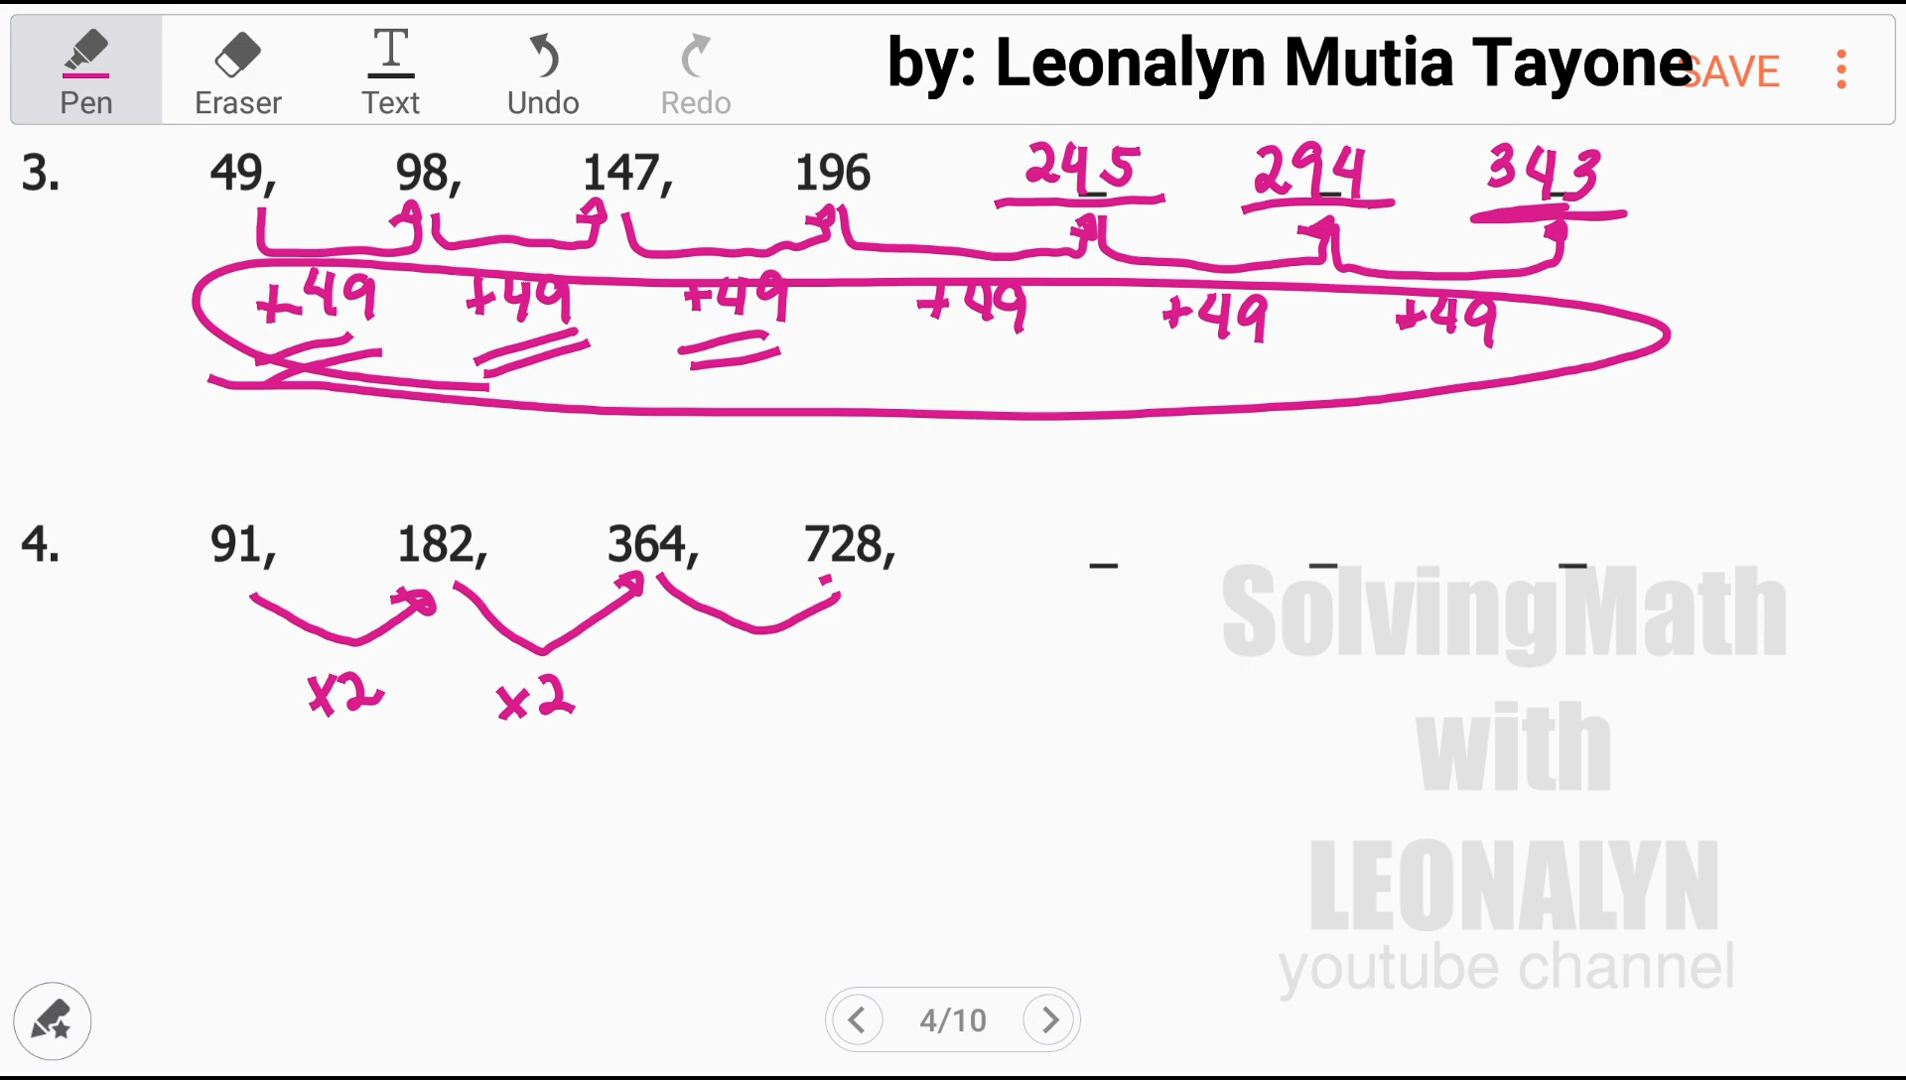 Pen Eraser Text Undo Redo by: Leonalyn Mutia Tayone SAVE
245 294 343
3. 49, 98, 147, 196 _ _ _
+49 +49 +49 +49 +49 +49
4. 91, 182, 364, 728, _ _ _
x2 x2
SolvingMath
with
LEONALYN
youtube channel
4/10